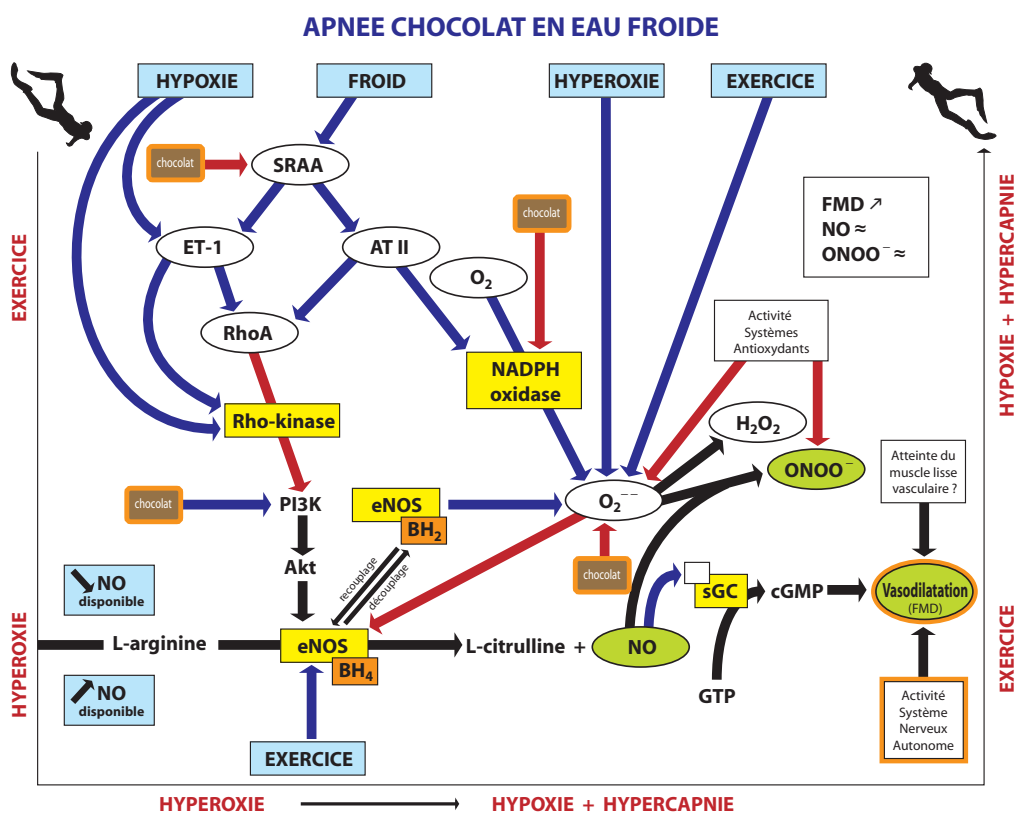 APNEE CHOCOLAT EN EAU FROIDE
HYPOXIE
FROID
HYPEROXIE
EXERCICE
chocolat
SRAA
chocolat
FMD ↗
NO ≈
ONOO⁻ ≈
ET-1
AT II
O₂
EXERCICE
HYPOXIE + HYPERCAPNIE
RhoA
Activité
Systèmes
Antioxydants
NADPH
oxidase
Rho-kinase
H₂O₂
ONOO⁻
Atteinte du
muscle lisse
vasculaire ?
chocolat
PI3K
eNOS
BH₂
O₂⁻⁻
recouplage
découplage
Akt
chocolat
NO
disponible
sGC
cGMP
Vasodilatation
(FMD)
L-arginine
eNOS
BH₄
L-citrulline +
NO
HYPEROXIE
EXERCICE
NO
disponible
GTP
Activité
Système
Nerveux
Autonome
EXERCICE
HYPEROXIE
HYPOXIE + HYPERCAPNIE